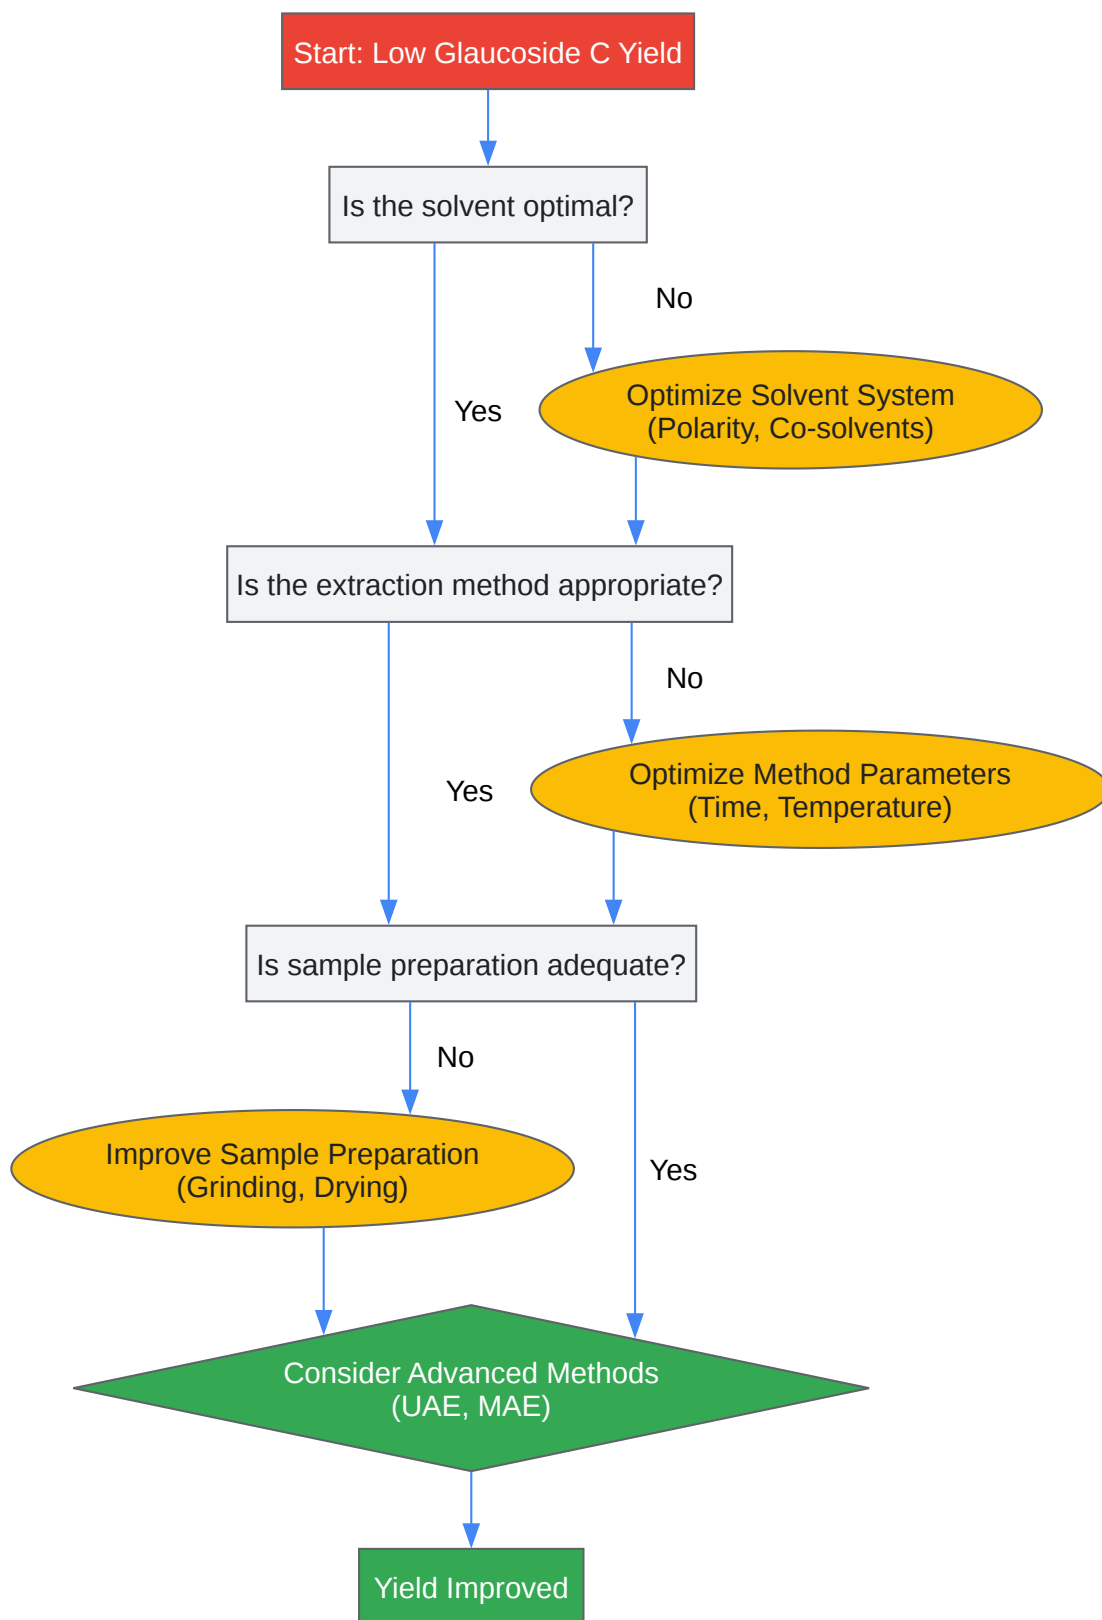 Start: Low Glaucoside C Yield
Is the solvent optimal?
No
Optimize Solvent System
(Polarity, Co-solvents)
Yes
Is the extraction method appropriate?
No
Optimize Method Parameters
(Time, Temperature)
Yes
Is sample preparation adequate?
No
Improve Sample Preparation
(Grinding, Drying)
Yes
Consider Advanced Methods
(UAE, MAE)
Yield Improved